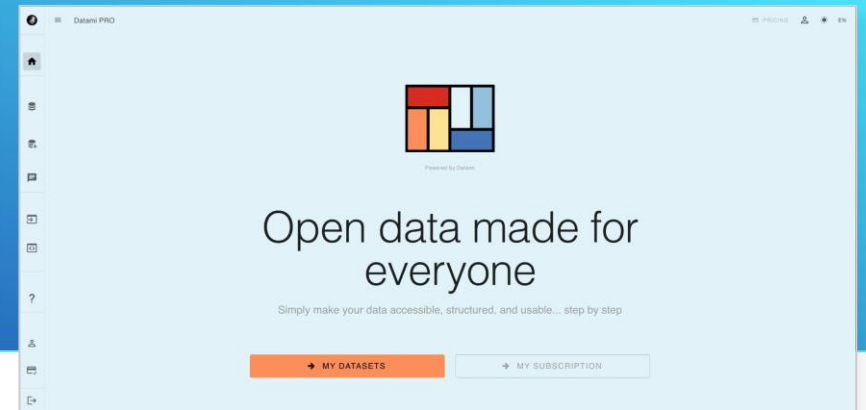 Datami PRO
PRICING
EN
Powered by Datami
Open data made for
everyone
Simply make your data accessible, structured, and usable... step by step
MY DATASETS
MY SUBSCRIPTION